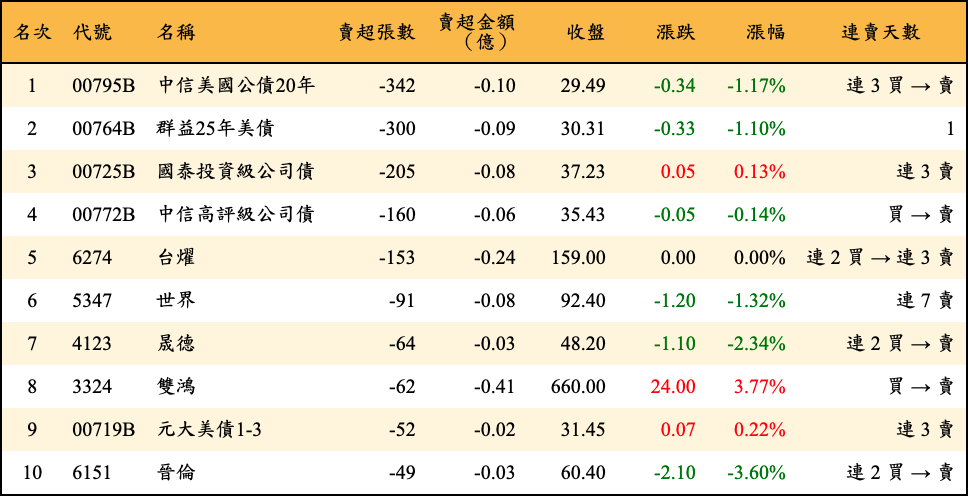 名次 代號 名稱 賣超張數 賣超金額（億） 收盤 漲跌 漲幅 連賣天數
1 00795B 中信美國公債20年 -342 -0.10 29.49 -0.34 -1.17% 連 3 買 → 賣
2 00764B 群益25年美債 -300 -0.09 30.31 -0.33 -1.10% 1
3 00725B 國泰投資級公司債 -205 -0.08 37.23 0.05 0.13% 連 3 賣
4 00772B 中信高評級公司債 -160 -0.06 35.43 -0.05 -0.14% 買 → 賣
5 6274 台燿 -153 -0.24 159.00 0.00 0.00% 連 2 買 → 連 3 賣
6 5347 世界 -91 -0.08 92.40 -1.20 -1.32% 連 7 賣
7 4123 晟德 -64 -0.03 48.20 -1.10 -2.34% 連 2 買 → 賣
8 3324 雙鴻 -62 -0.41 660.00 24.00 3.77% 買 → 賣
9 00719B 元大美債1-3 -52 -0.02 31.45 0.07 0.22% 連 3 賣
10 6151 晉倫 -49 -0.03 60.40 -2.10 -3.60% 連 2 買 → 賣